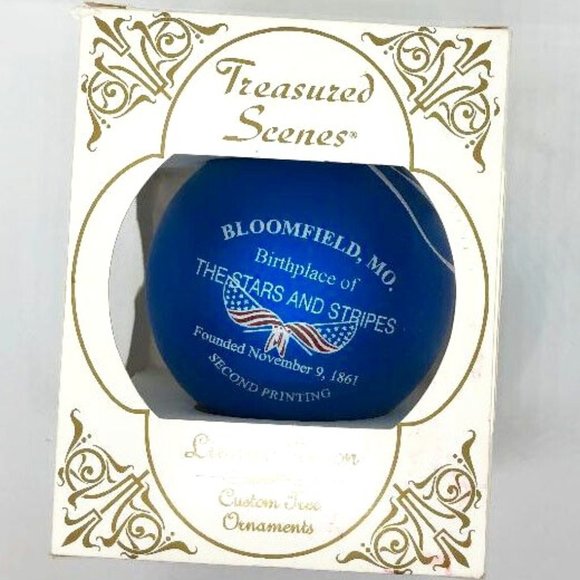 Treasured
Scenes®
BLOOMFIELD, MO.
Birthplace of
THE STARS AND STRIPES
Founded November 9, 1861
SECOND PRINTING
Custom Tree
Ornaments